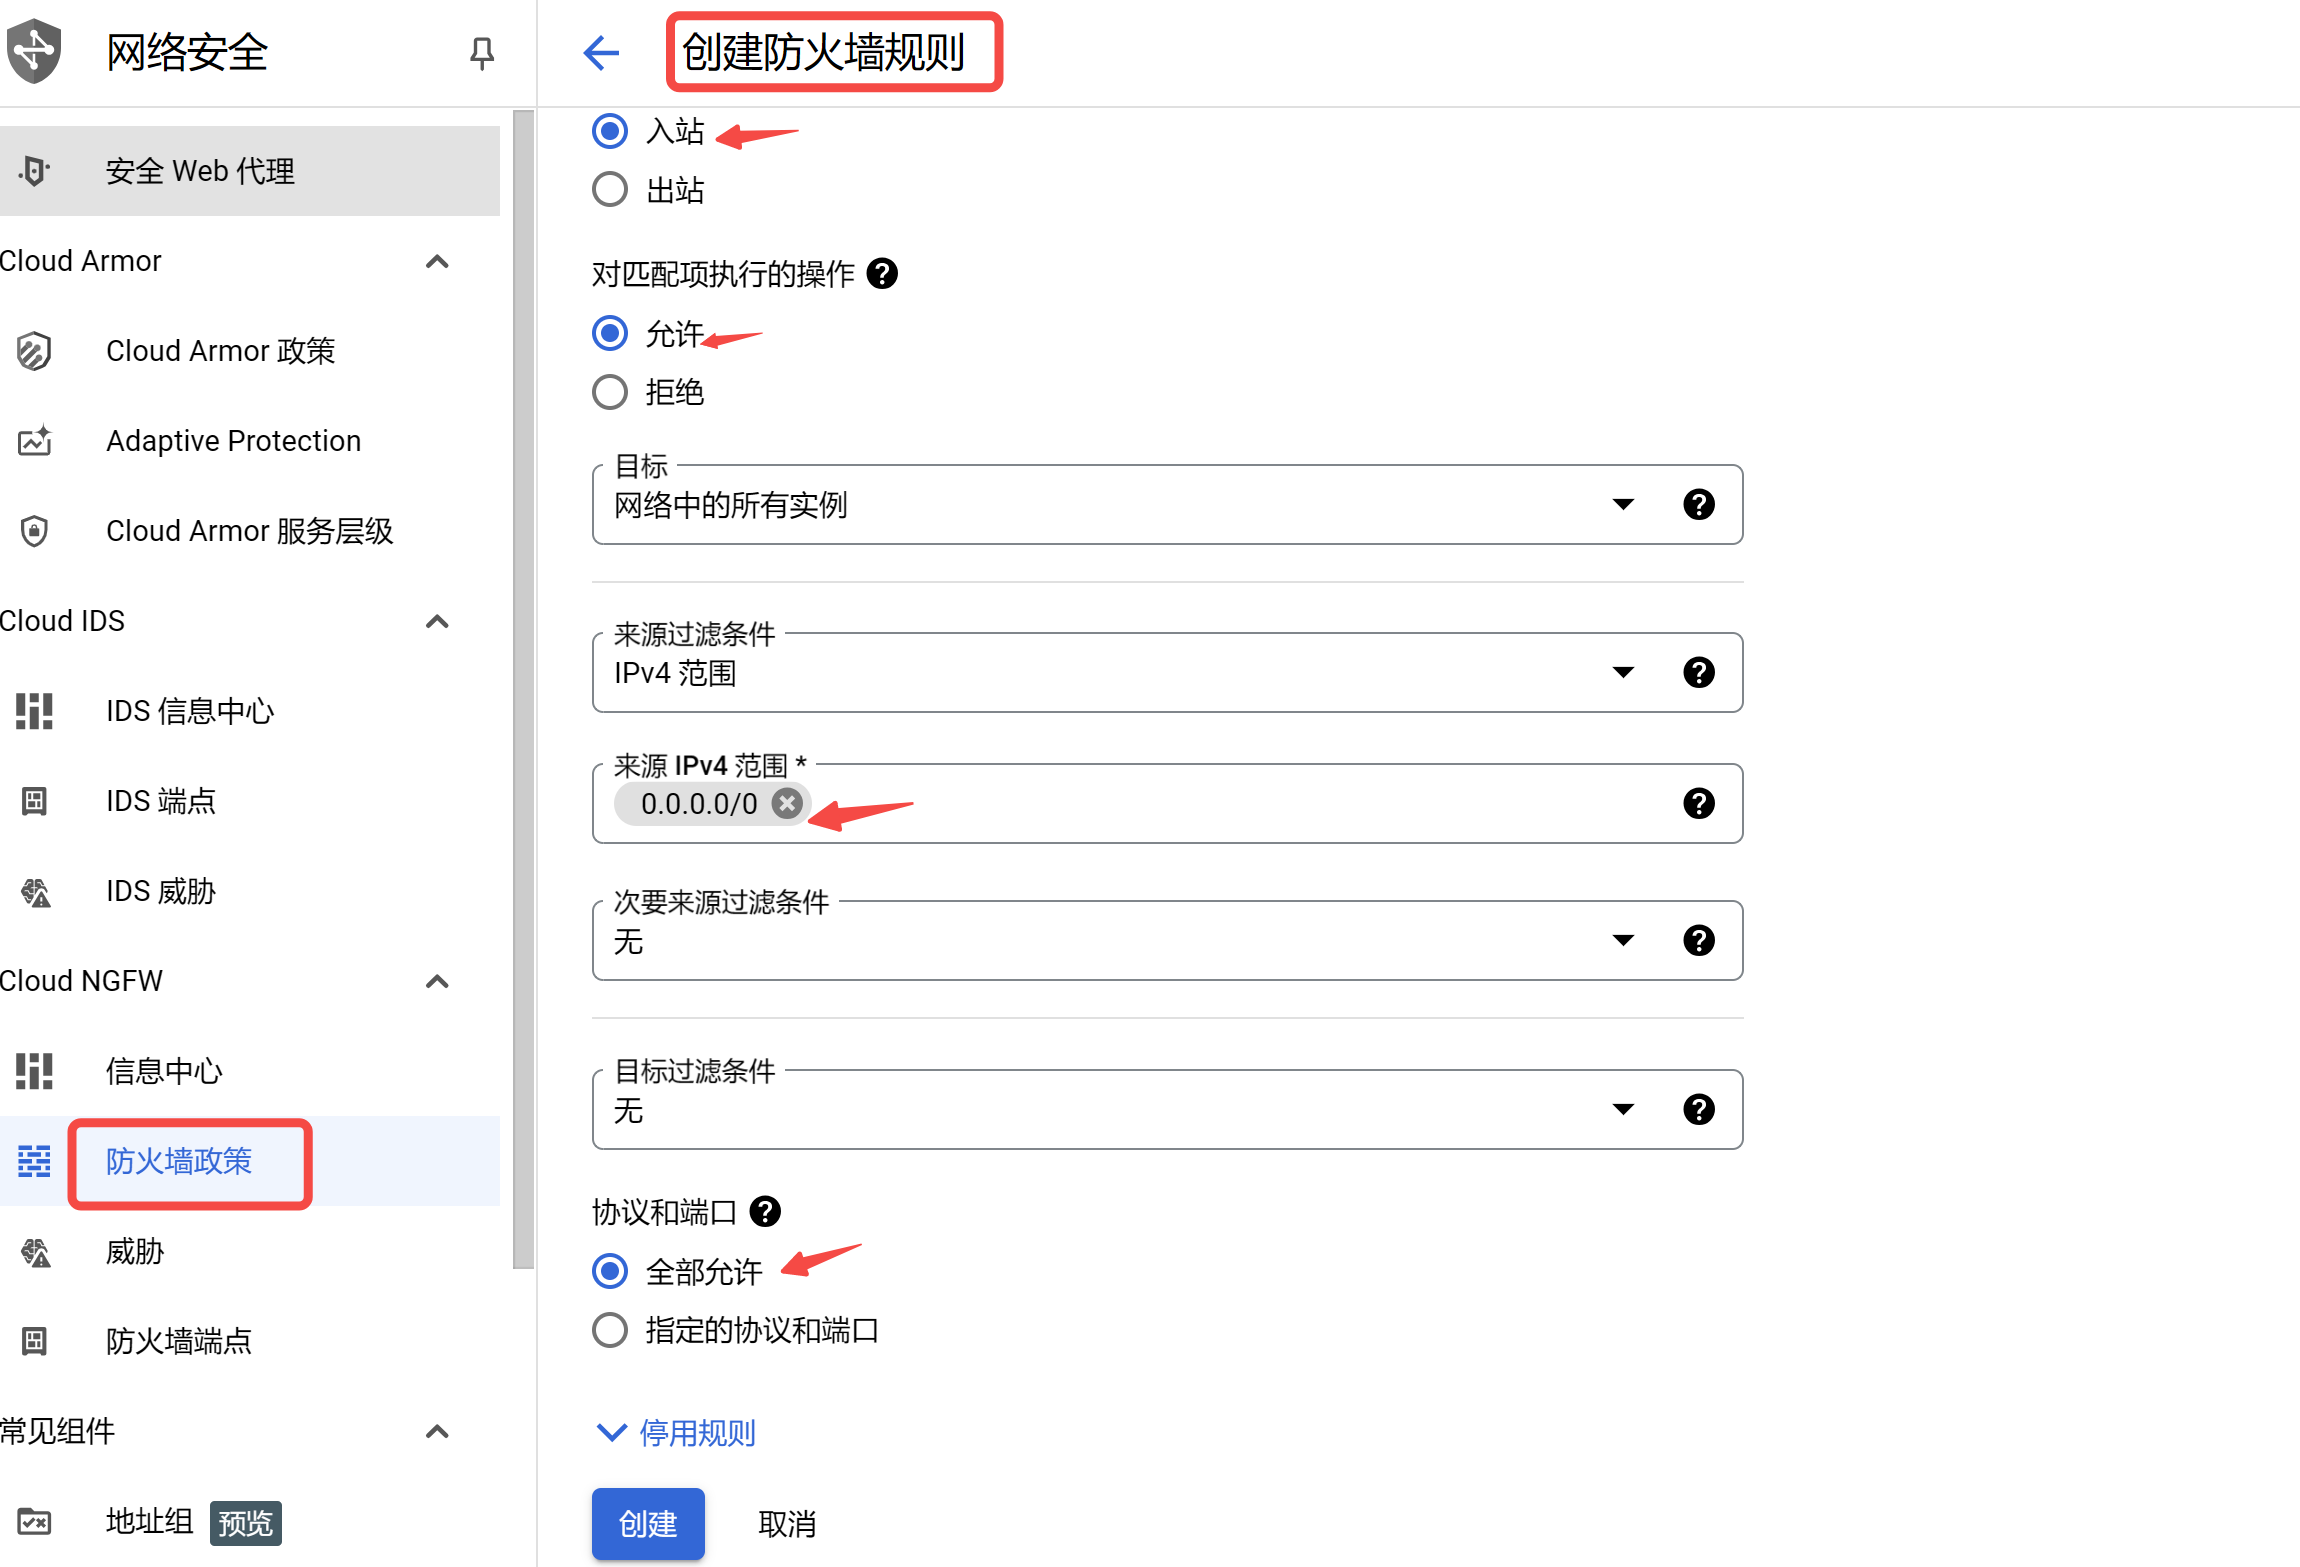 网络安全
安全 Web 代理
Cloud Armor
Cloud Armor 政策
Adaptive Protection
Cloud Armor 服务层级
Cloud IDS
IDS 信息中心
IDS 端点
IDS 威胁
Cloud NGFW
信息中心
防火墙政策
威胁
防火墙端点
常见组件
地址组 预览
创建防火墙规则
入站
出站
对匹配项执行的操作
允许
拒绝
目标
网络中的所有实例
来源过滤条件
IPv4 范围
来源 IPv4 范围 *
0.0.0.0/0
次要来源过滤条件
无
目标过滤条件
无
协议和端口
全部允许
指定的协议和端口
停用规则
创建 取消